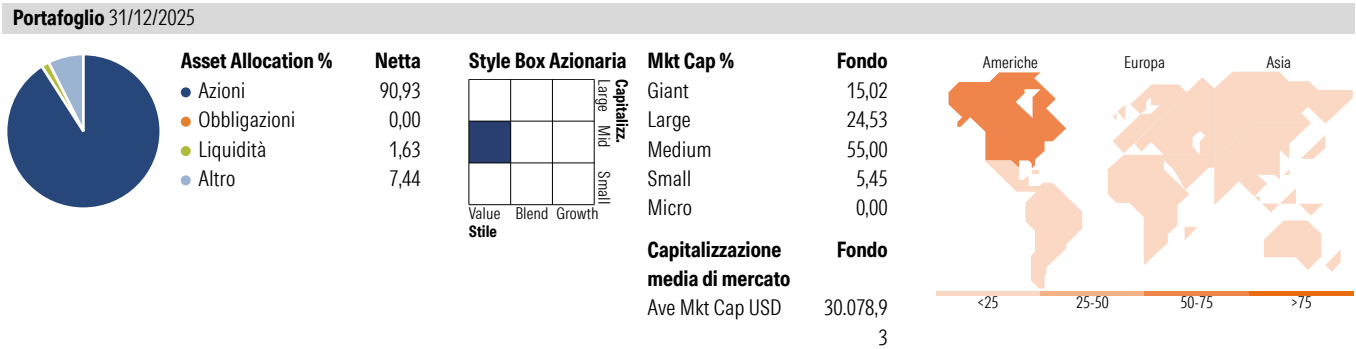 Portafoglio 31/12/2025
Asset Allocation % Netta
Azioni 90,93
Obbligazioni 0,00
Liquidità 1,63
Altro 7,44
Style Box Azionaria
Capitalizz.
Large Mid Small
Value Blend Growth
Stile
Mkt Cap % Fondo
Giant 15,02
Large 24,53
Medium 55,00
Small 5,45
Micro 0,00
Capitalizzazione Fondo
media di mercato
Ave Mkt Cap USD 30.078,9
3
Americhe Europa Asia
<25 25-50 50-75 >75